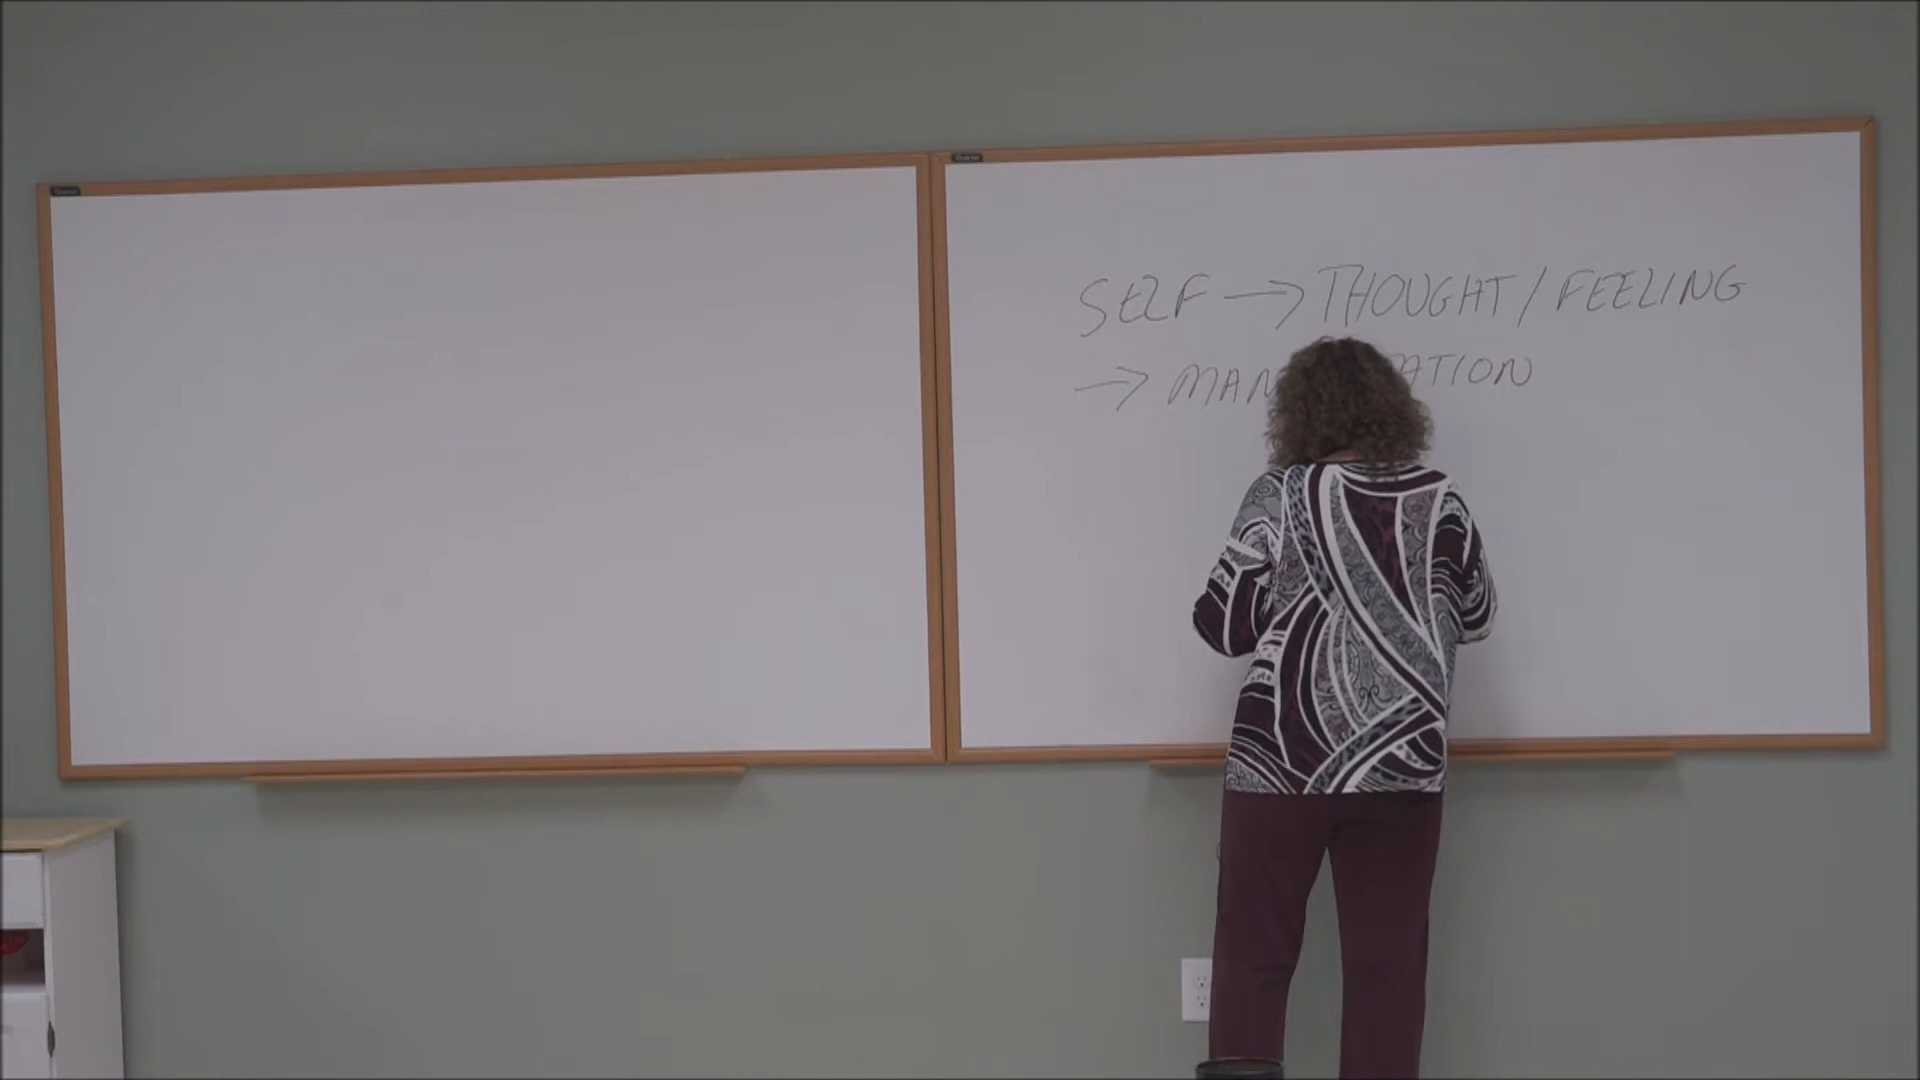 SELF → THOUGHT / FEELING
→ MAN ATION